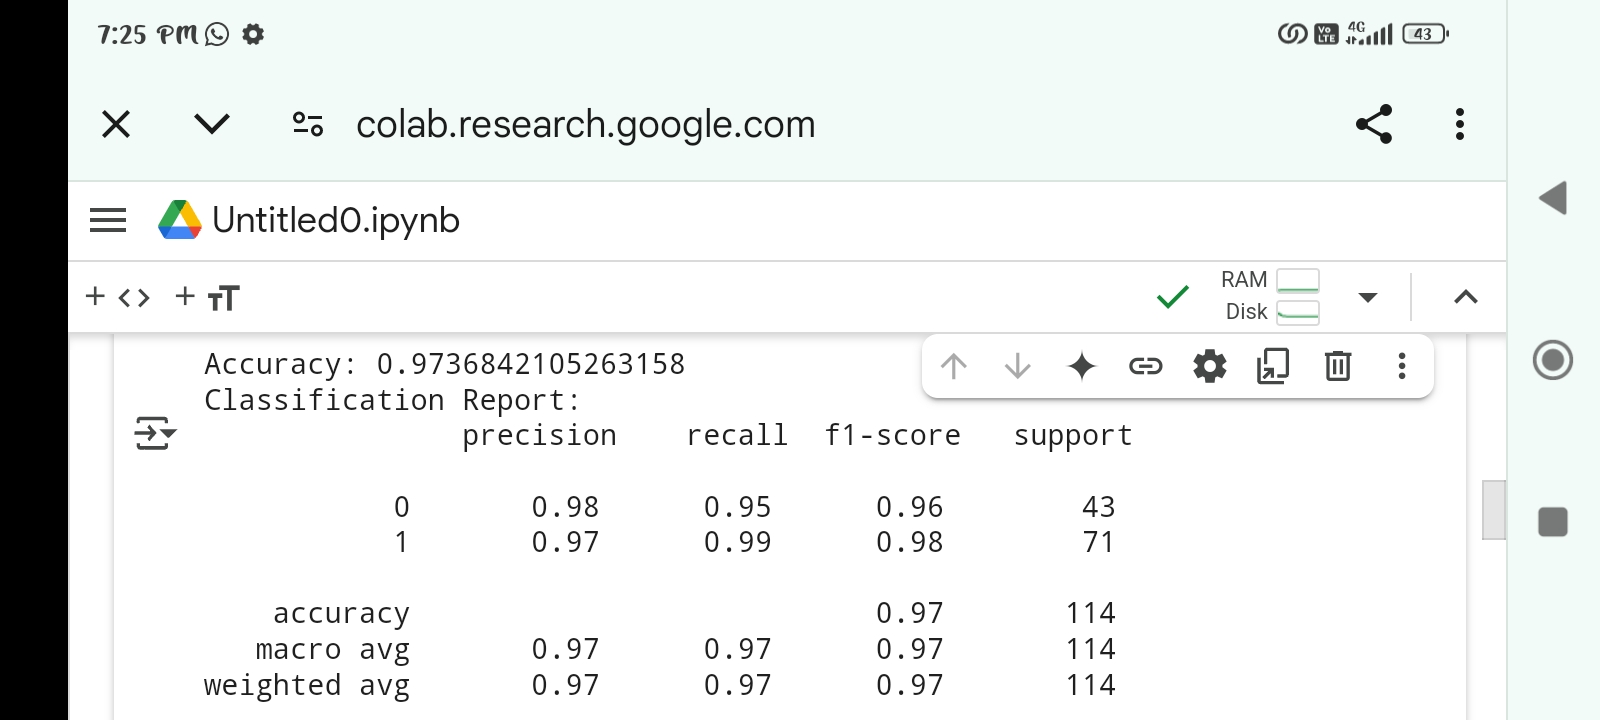 7:25 PM
Vo LTE 4G 43
colab.research.google.com
Untitled0.ipynb
+ <> + TT
RAM
Disk
Accuracy: 0.9736842105263158
Classification Report:
precision recall f1-score support
0 0.98 0.95 0.96 43
1 0.97 0.99 0.98 71
accuracy 0.97 114
macro avg 0.97 0.97 0.97 114
weighted avg 0.97 0.97 0.97 114